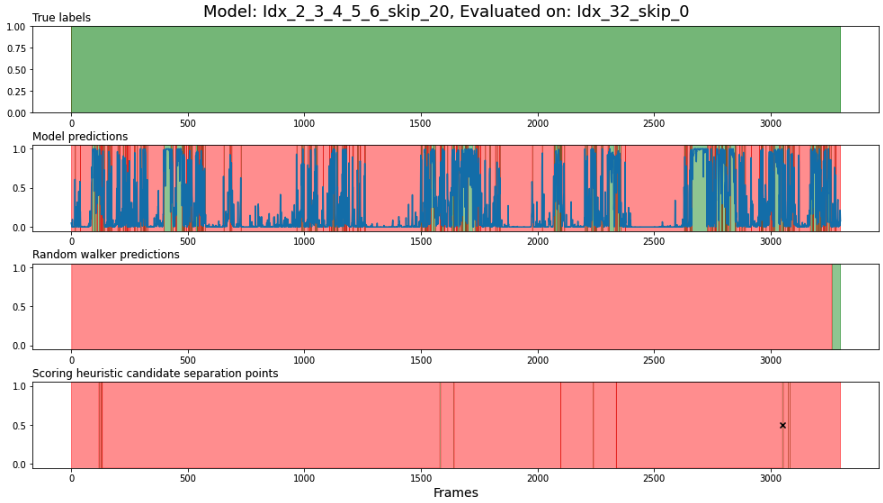 Model: Idx_2_3_4_5_6_skip_20, Evaluated on: Idx_32_skip_0
True labels
1.00
0.75
0.50
0.25
0.00
0 500 1000 1500 2000 2500 3000
Model predictions
1.0
0.5
0.0
0 500 1000 1500 2000 2500 3000
Random walker predictions
1.0
0.5
0.0
0 500 1000 1500 2000 2500 3000
Scoring heuristic candidate separation points
1.0
0.5
0.0
0 500 1000 1500 2000 2500 3000
Frames